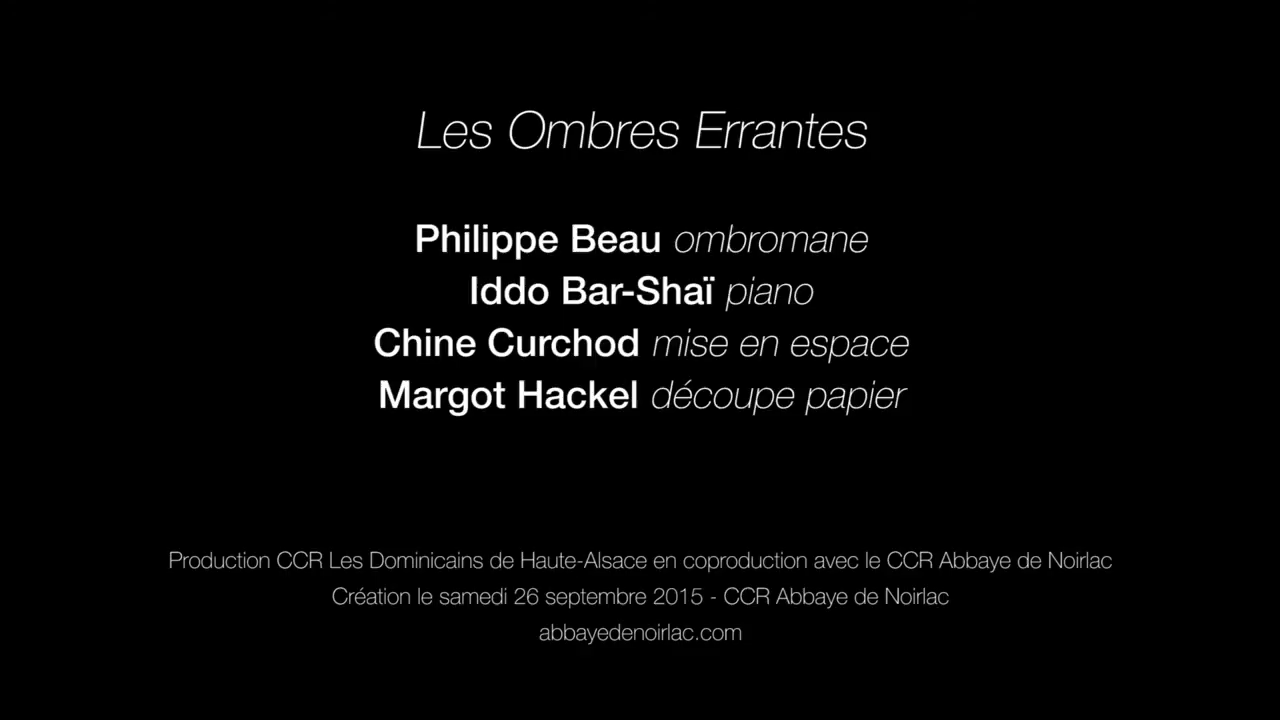 Les Ombres Errantes
Philippe Beau ombromane
Iddo Bar-Shaï piano
Chine Curchod mise en espace
Margot Hackel découpe papier
Production CCR Les Dominicains de Haute-Alsace en coproduction avec le CCR Abbaye de Noirlac
Création le samedi 26 septembre 2015 - CCR Abbaye de Noirlac
abbayedenoirlac.com